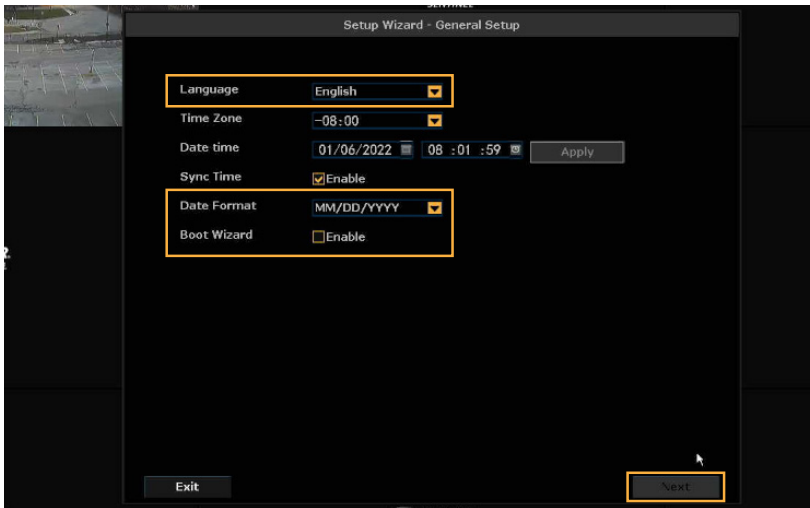 Setup Wizard - General Setup
Language English
Time Zone -08:00
Date time 01/06/2022 08 :01 :59 Apply
Sync Time Enable
Date Format MM/DD/YYYY
Boot Wizard Enable
Exit Next